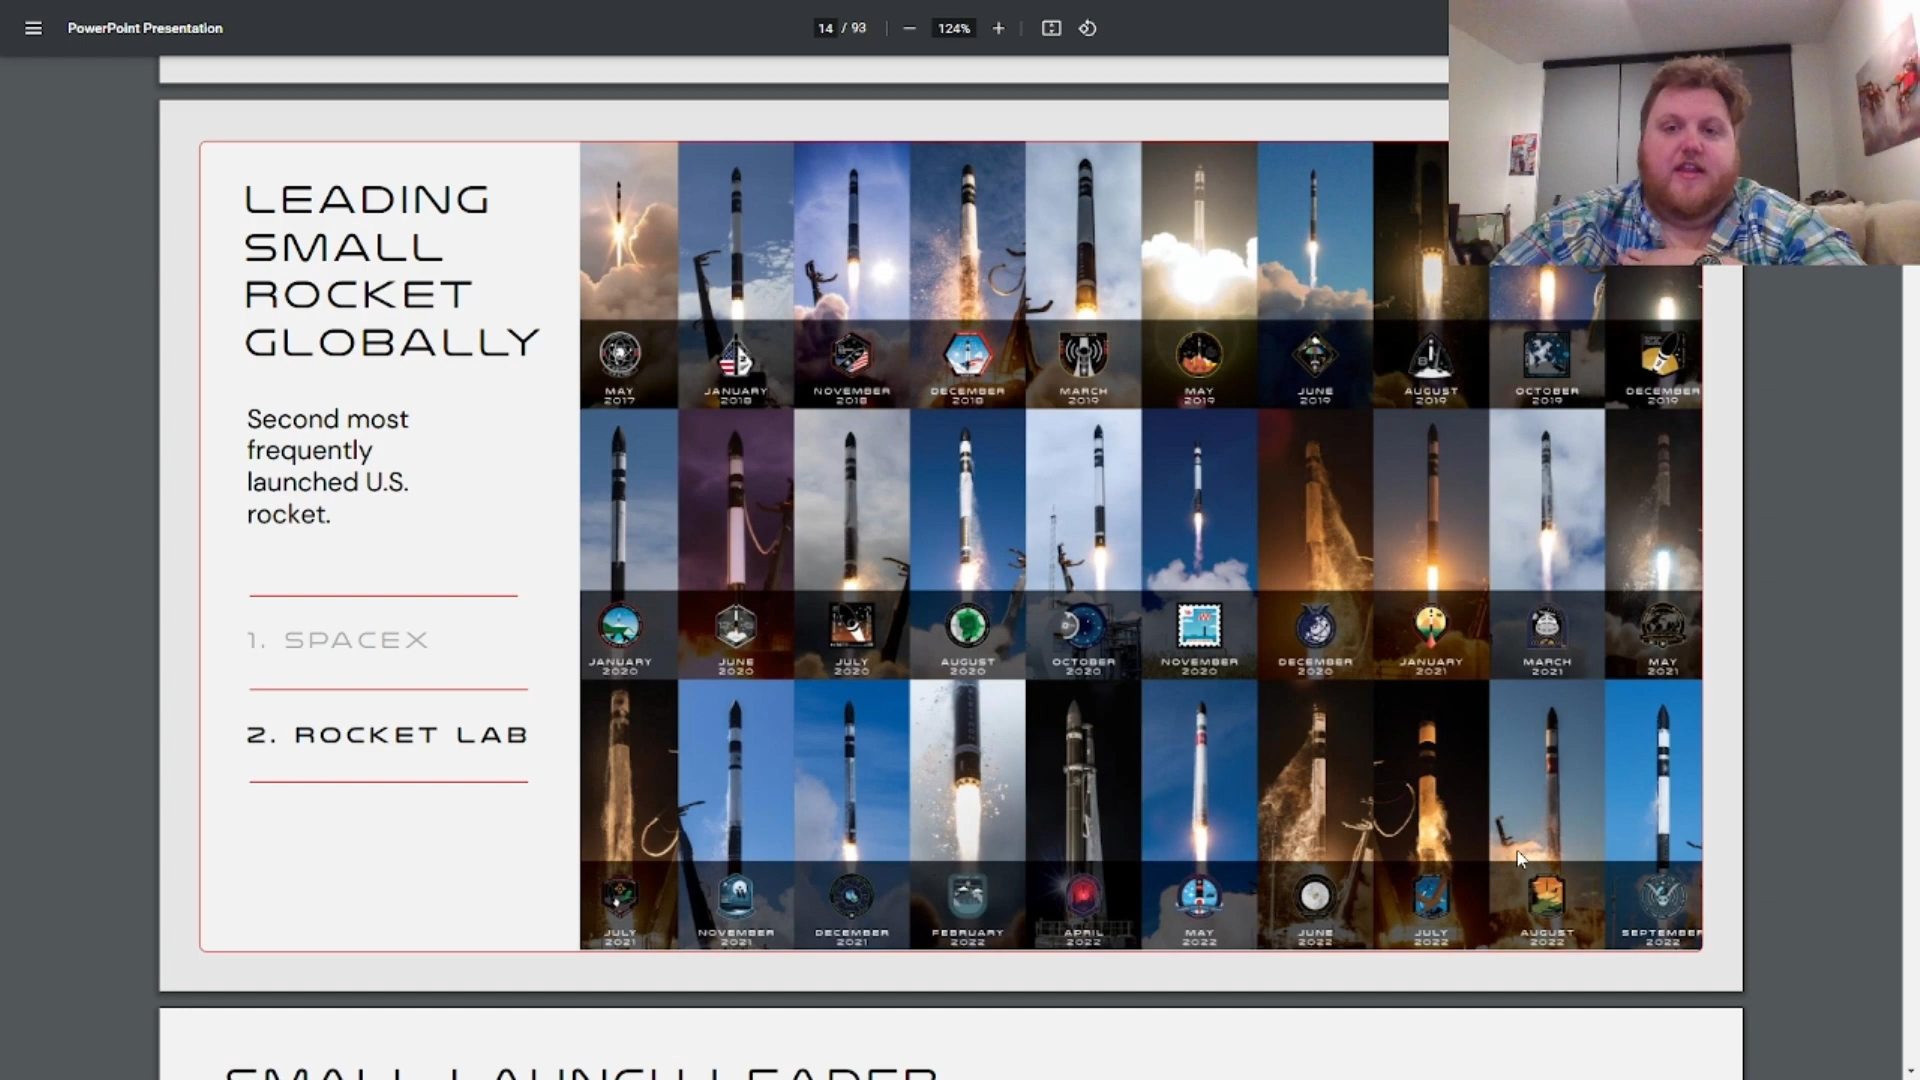 PowerPoint Presentation
14 / 93
124%
LEADING
SMALL
ROCKET
GLOBALLY
Second most
frequently
launched U.S.
rocket.
1. SPACEX
2. ROCKET LAB
MAY
2017
JANUARY
2018
NOVEMBER
2018
DECEMBER
2018
MARCH
2019
MAY
2019
JUNE
2019
AUGUST
2019
OCTOBER
2019
DECEMBER
2019
JANUARY
2020
JUNE
2020
JULY
2020
AUGUST
2020
OCTOBER
2020
NOVEMBER
2020
DECEMBER
2020
JANUARY
2021
MARCH
2021
MAY
2021
JULY
2021
NOVEMBER
2021
DECEMBER
2021
FEBRUARY
2022
APRIL
2022
MAY
2022
JUNE
2022
JULY
2022
AUGUST
2022
SEPTEMBER
2022
SMALL LAUNCH LEADER